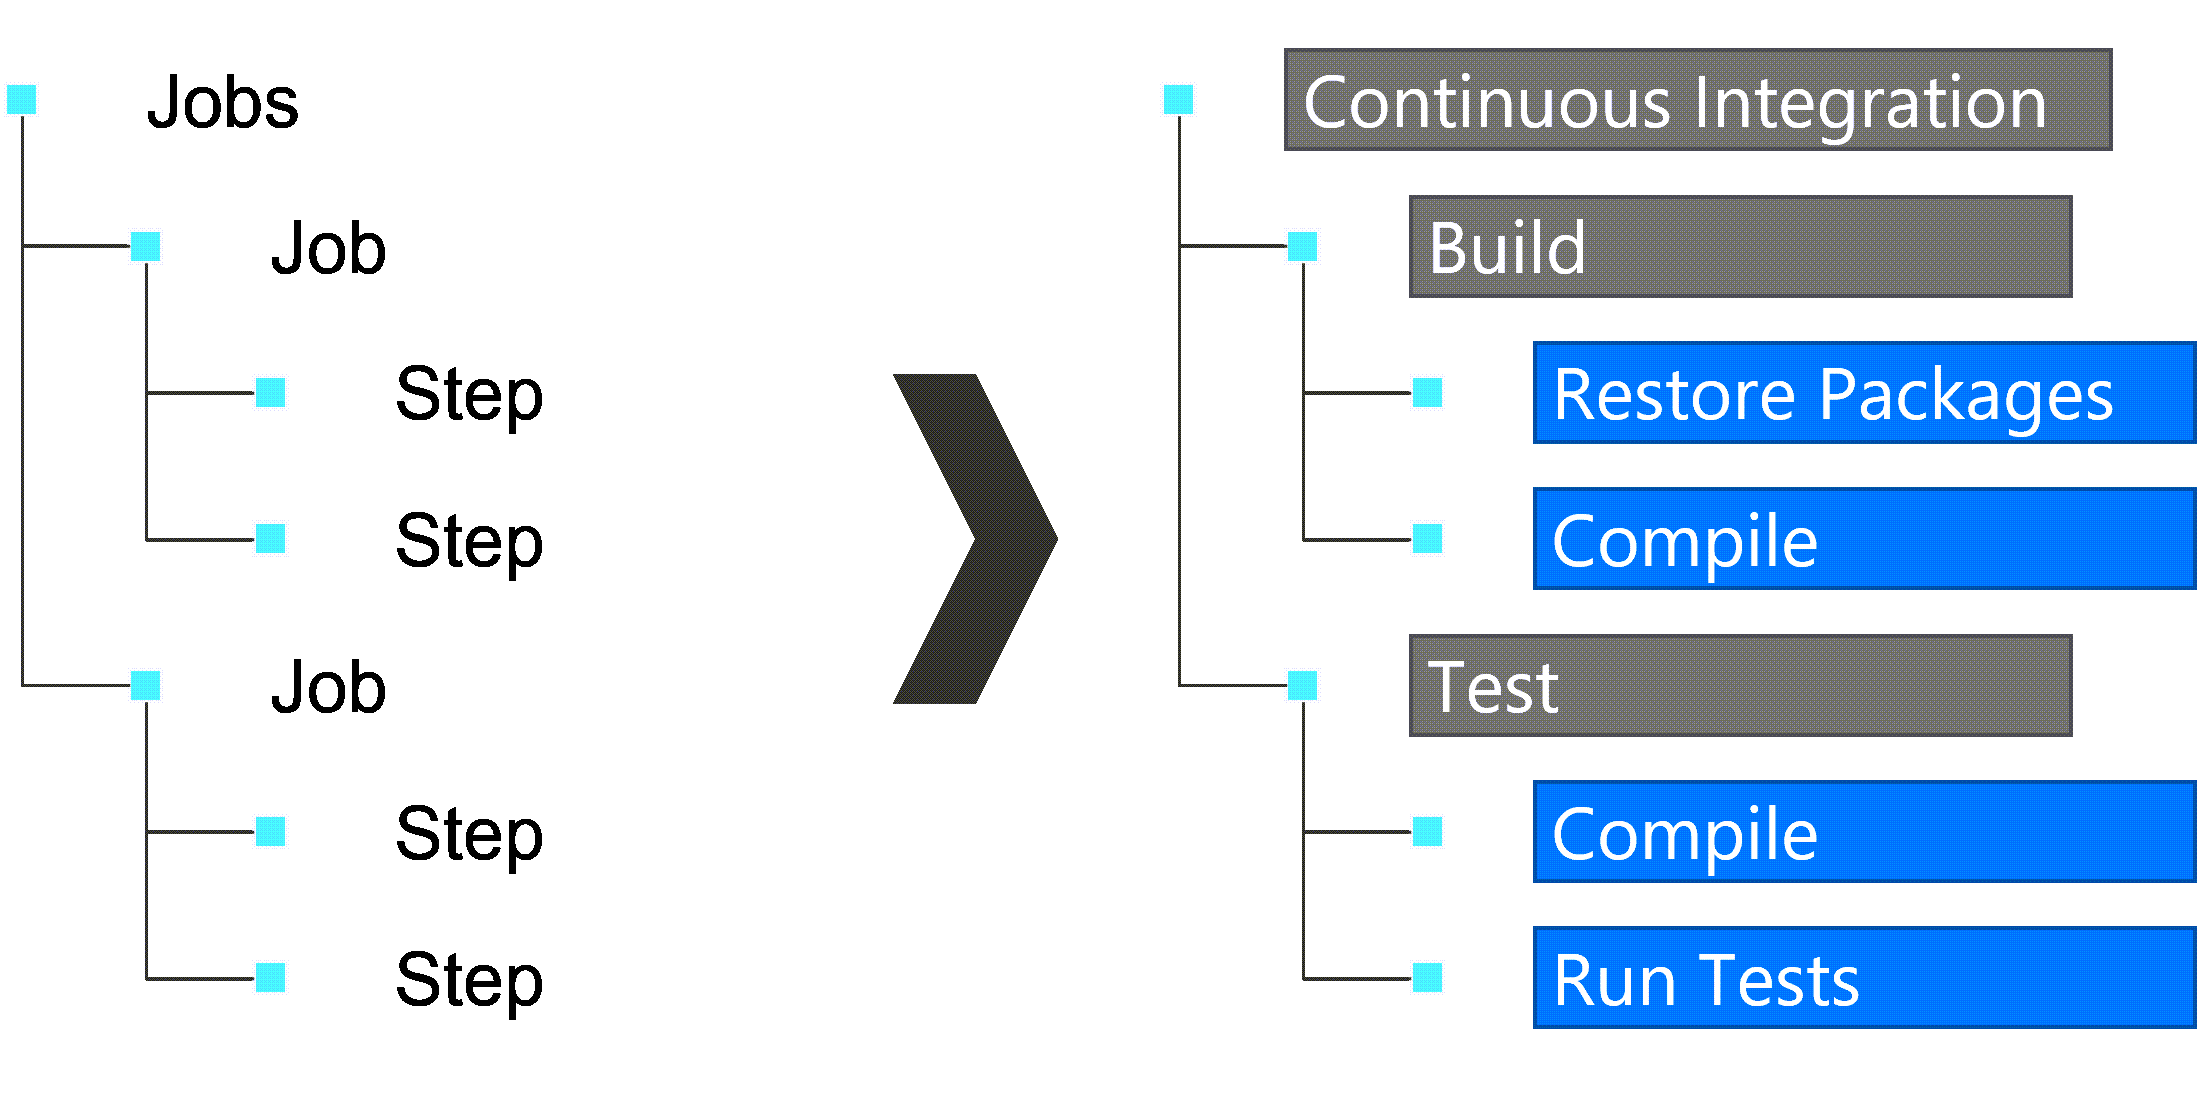 Jobs
Job
Step
Step
Job
Step
Step
Continuous Integration
Build
Restore Packages
Compile
Test
Compile
Run Tests